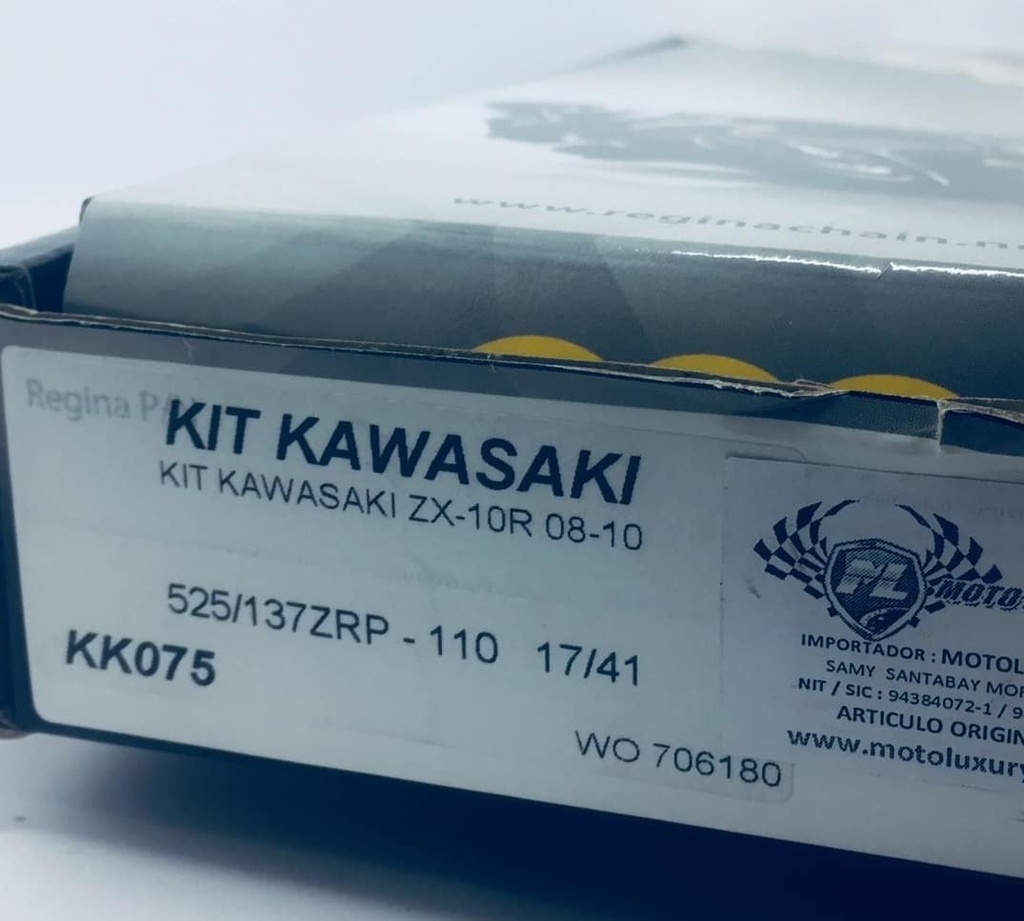 www.reginachain.n
Regina
KIT KAWASAKI
KIT KAWASAKI ZX-10R 08-10
525/137ZRP - 110 17/41
KK075
WO 706180
MOTO
IMPORTADOR : MOTOL
SAMY SANTABAY MOR
NIT / SIC : 94384072-1 / 9
ARTICULO ORIGIN
www.motoluxury